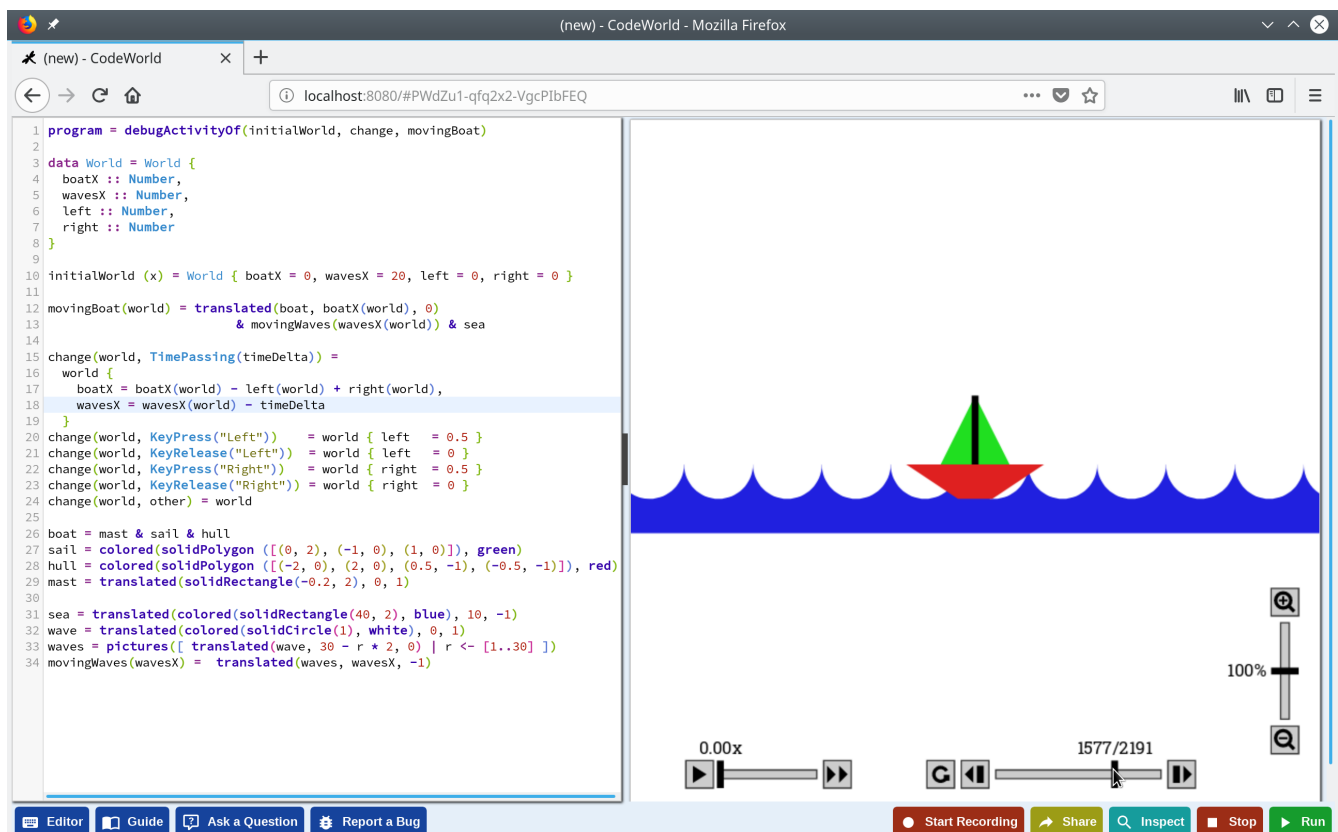 (new) - CodeWorld - Mozilla Firefox
(new) - CodeWorld
localhost:8080/#PWdZu1-qfq2x2-VgcPIbFEQ
1 program = debugActivityOf(initialWorld, change, movingBoat)
2
3 data World = World {
4   boatX :: Number,
5   wavesX :: Number,
6   left :: Number,
7   right :: Number
8 }
9
10 initialWorld (x) = World { boatX = 0, wavesX = 20, left = 0, right = 0 }
11
12 movingBoat(world) = translated(boat, boatX(world), 0)
13                           & movingWaves(wavesX(world)) & sea
14
15 change(world, TimePassing(timeDelta)) =
16   world {
17     boatX = boatX(world) - left(world) + right(world),
18     wavesX = wavesX(world) - timeDelta
19   }
20 change(world, KeyPress("Left"))    = world { left   = 0.5 }
21 change(world, KeyRelease("Left"))  = world { left   = 0 }
22 change(world, KeyPress("Right"))   = world { right  = 0.5 }
23 change(world, KeyRelease("Right")) = world { right  = 0 }
24 change(world, other) = world
25
26 boat = mast & sail & hull
27 sail = colored(solidPolygon ([(0, 2), (-1, 0), (1, 0)]), green)
28 hull = colored(solidPolygon ([(-2, 0), (2, 0), (0.5, -1), (-0.5, -1)]), red)
29 mast = translated(solidRectangle(-0.2, 2), 0, 1)
30
31 sea = translated(colored(solidRectangle(40, 2), blue), 10, -1)
32 wave = translated(colored(solidCircle(1), white), 0, 1)
33 waves = pictures([ translated(wave, 30 - r * 2, 0) | r <- [1..30] ])
34 movingWaves(wavesX) =  translated(waves, wavesX, -1)
100%
0.00x
1577/2191
Editor
Guide
Ask a Question
Report a Bug
Start Recording
Share
Inspect
Stop
Run